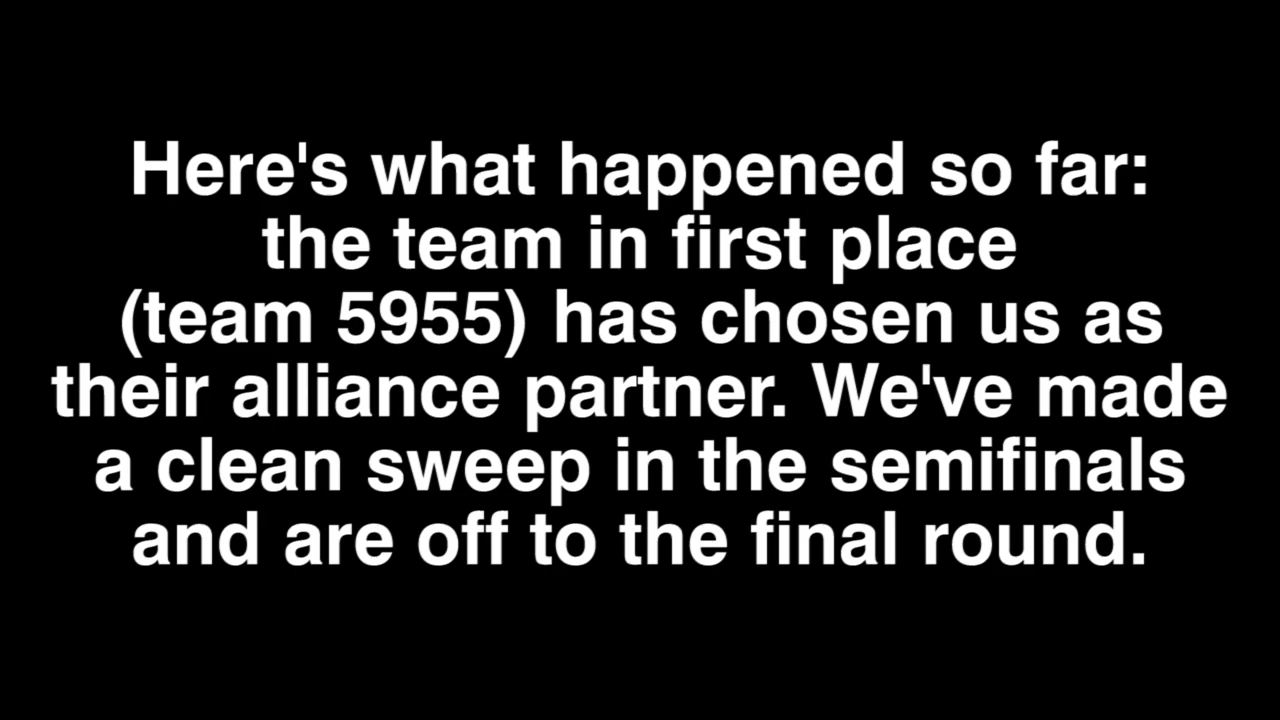 Here's what happened so far:
the team in first place
(team 5955) has chosen us as
their alliance partner. We've made
a clean sweep in the semifinals
and are off to the final round.